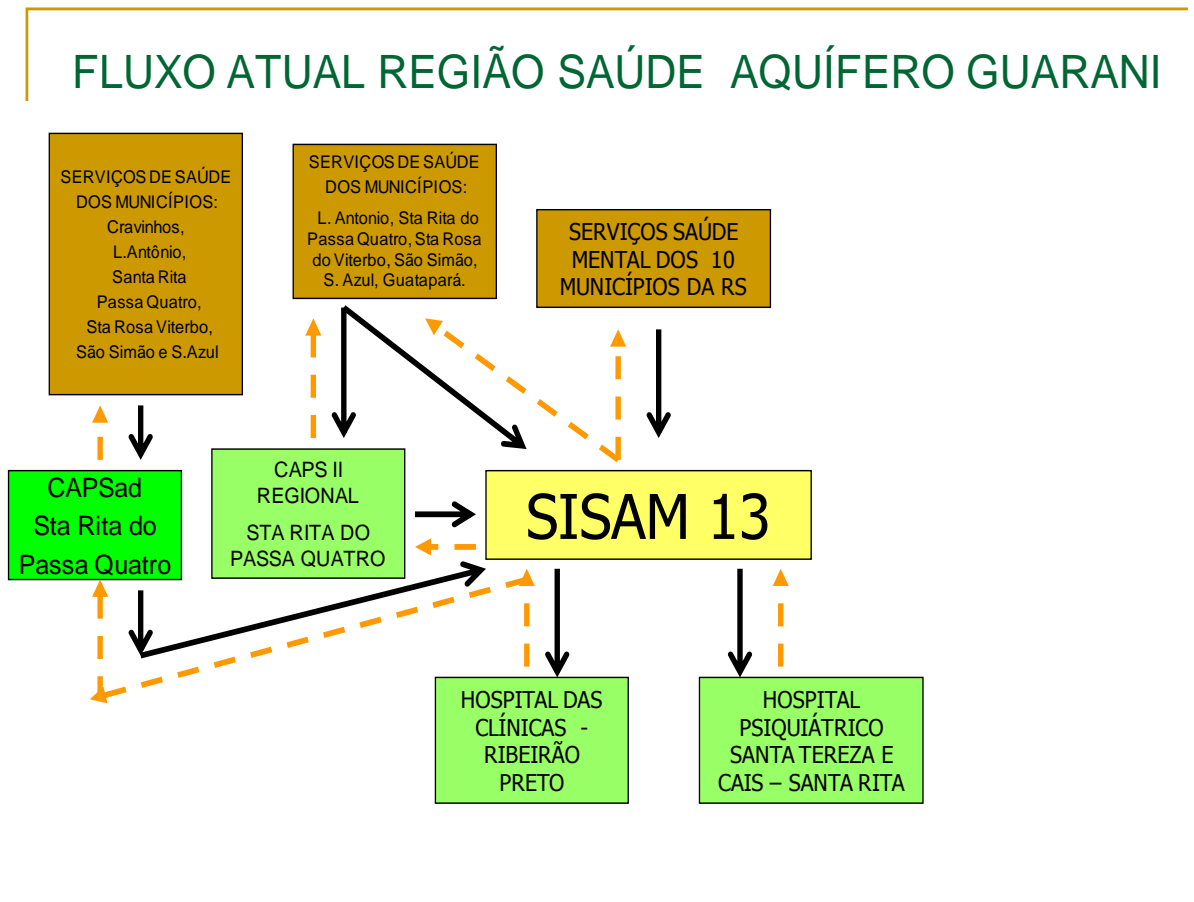 FLUXO ATUAL REGIÃO SAÚDE AQUÍFERO GUARANI
SERVIÇOS DE SAÚDE
DOS MUNICÍPIOS:
Cravinhos,
L.Antônio,
Santa Rita
Passa Quatro,
Sta Rosa Viterbo,
São Simão e S.Azul
SERVIÇOS DE SAÚDE
DOS MUNICÍPIOS:
L. Antonio, Sta Rita do
Passa Quatro, Sta Rosa
do Viterbo, São Simão,
S. Azul, Guatapará.
SERVIÇOS SAÚDE
MENTAL DOS 10
MUNICÍPIOS DA RS
CAPSad
Sta Rita do
Passa Quatro
CAPS II
REGIONAL
STA RITA DO
PASSA QUATRO
SISAM 13
HOSPITAL DAS
CLÍNICAS -
RIBEIRÃO
PRETO
HOSPITAL
PSIQUIÁTRICO
SANTA TEREZA E
CAIS – SANTA RITA